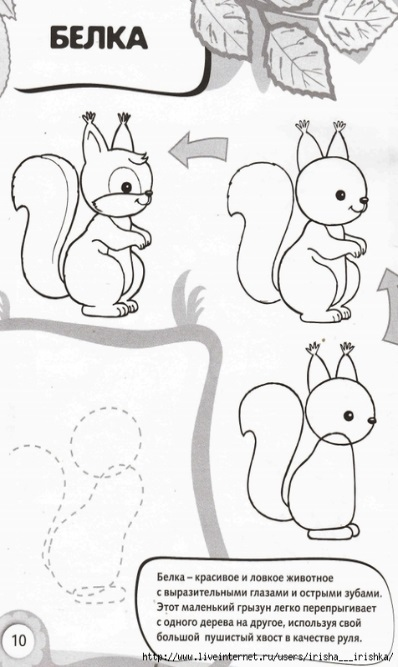 БЕЛКА
Белка – красивое и ловкое животное
с выразительными глазами и острыми зубами.
Этот маленький грызун легко перепрыгивает
с одного дерева на другое, используя свой
большой пушистый хвост в качестве руля.
10
http://www.liveinternet.ru/users/irisha___irishka/